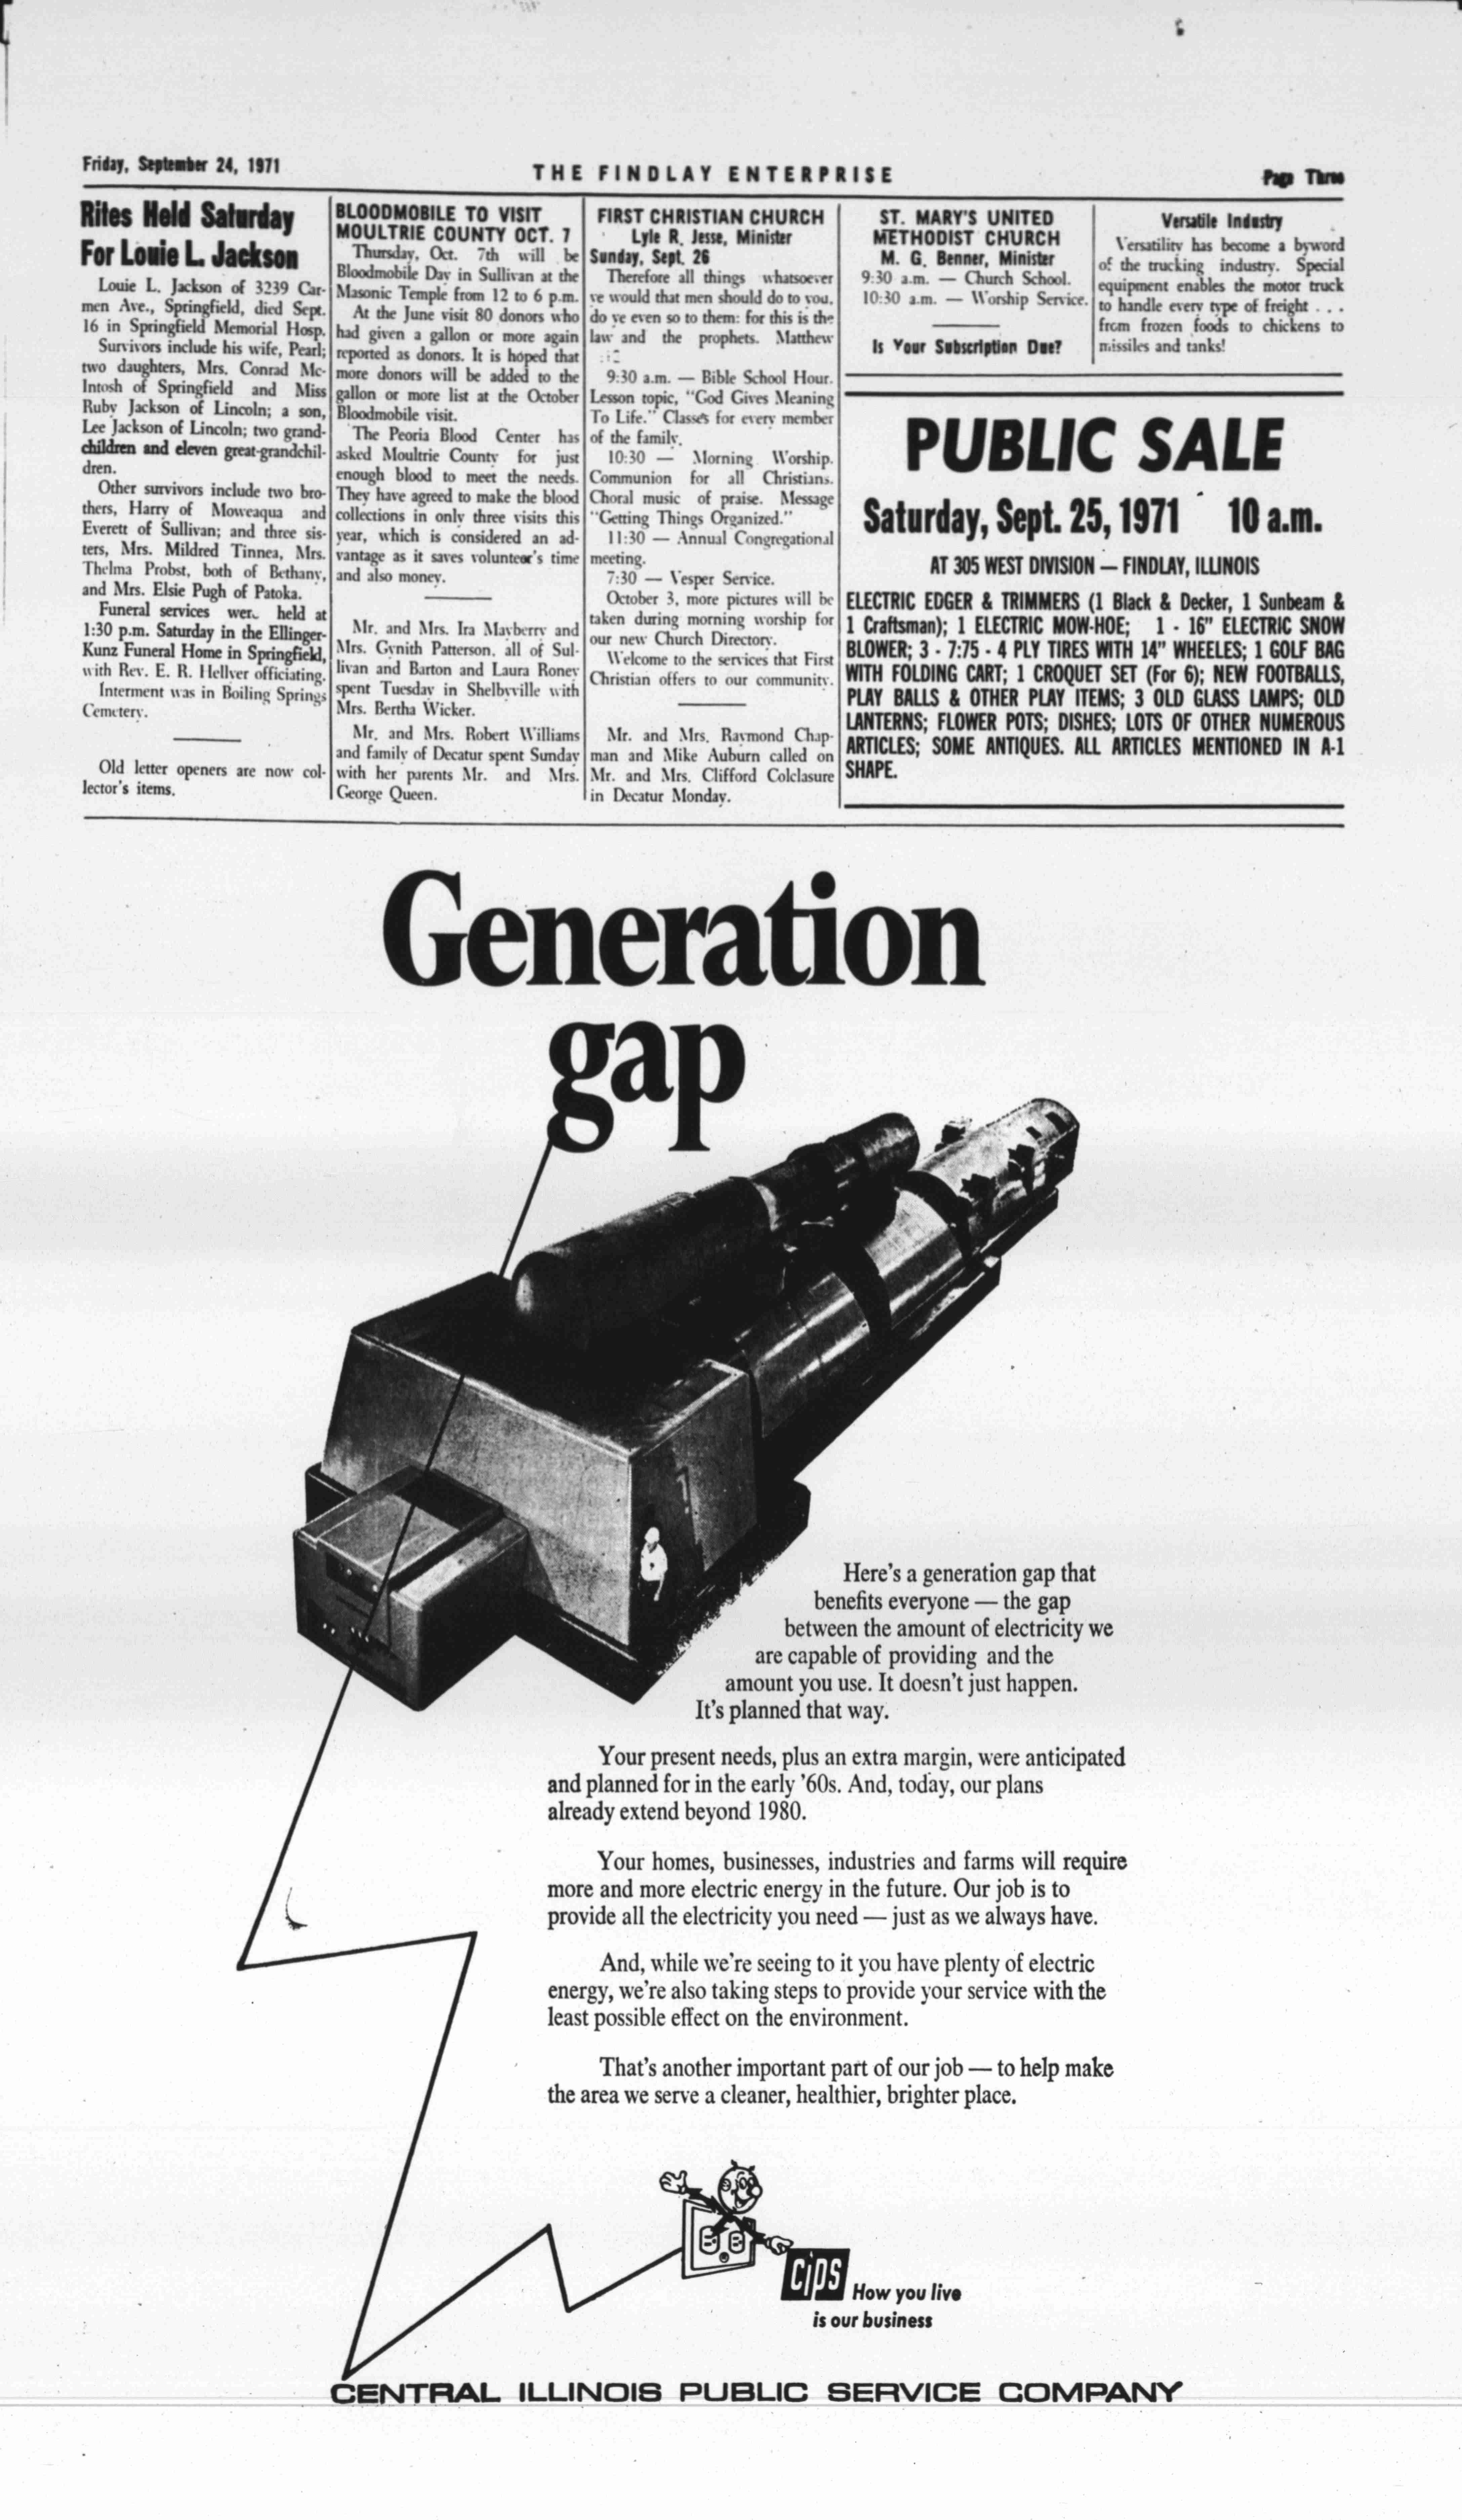 Friday, September 24, 1971
THE FINDLAY ENTERPRISE
Page Three
Rites Held Saturday
For Louie L. Jackson
Louie L. Jackson of 3239 Car-
men Ave., Springfield, died Sept.
16 in Springfield Memorial Hosp.
Survivors include his wife, Pearl;
two daughters, Mrs. Conrad Mc-
Intosh of Springfield and Miss
Ruby Jackson of Lincoln; a son,
Lee Jackson of Lincoln; two grand-
children and eleven great-grandchil-
dren.
Other survivors include two bro-
thers, Harry of Moweaqua and
Everett of Sullivan; and three sis-
ters, Mrs. Mildred Tinnea, Mrs.
Thelma Probst, both of Bethany,
and Mrs. Elsie Pugh of Patoka.
Funeral services were held at
1:30 p.m. Saturday in the Ellinger-
Kunz Funeral Home in Springfield,
with Rev. E. R. Hellyer officiating.
Interment was in Boiling Springs
Cemetery.
Old letter openers are now col-
lector's items.
BLOODMOBILE TO VISIT
MOULTRIE COUNTY OCT. 7
Thursday, Oct. 7th will be
Bloodmobile Day in Sullivan at the
Masonic Temple from 12 to 6 p.m.
At the June visit 80 donors who
had given a gallon or more again
reported as donors. It is hoped that
more donors will be added to the
gallon or more list at the October
Bloodmobile visit.
The Peoria Blood Center has
asked Moultrie County for just
enough blood to meet the needs.
They have agreed to make the blood
collections in only three visits this
year, which is considered an ad-
vantage as it saves volunteer's time
and also money.
Mr. and Mrs. Ira Mayberry and
Mrs. Gynith Patterson, all of Sul-
livan and Barton and Laura Roney
spent Tuesday in Shelbyville with
Mrs. Bertha Wicker.
Mr. and Mrs. Robert Williams
and family of Decatur spent Sunday
with her parents Mr. and Mrs.
George Queen.
FIRST CHRISTIAN CHURCH
Lyle R. Jesse, Minister
Sunday, Sept. 26
Therefore all things whatsoever
ye would that men should do to you,
do ye even so to them: for this is the
law and the prophets. Matthew
9:30 a.m. — Bible School Hour.
Lesson topic, "God Gives Meaning
To Life." Classes for every member
of the family.
10:30 — Morning Worship.
Communion for all Christians.
Choral music of praise. Message
"Getting Things Organized."
11:30 — Annual Congregational
meeting.
7:30 — Vesper Service.
October 3, more pictures will be
taken during morning worship for
our new Church Directory.
Welcome to the services that First
Christian offers to our community.
Mr. and Mrs. Raymond Chap-
man and Mike Auburn called on
Mr. and Mrs. Clifford Colclasure
in Decatur Monday.
ST. MARY'S UNITED
METHODIST CHURCH
M. G. Benner, Minister
9:30 a.m. — Church School.
10:30 a.m. — Worship Service.
Is Your Subscription Due?
Versatile Industry
Versatility has become a byword
of the trucking industry. Special
equipment enables the motor truck
to handle every type of freight . . .
from frozen foods to chickens to
missiles and tanks!
PUBLIC SALE
Saturday, Sept. 25, 1971 10 a.m.
AT 305 WEST DIVISION — FINDLAY, ILLINOIS
ELECTRIC EDGER & TRIMMERS (1 Black & Decker, 1 Sunbeam &
1 Craftsman); 1 ELECTRIC MOW-HOE; 1 - 16" ELECTRIC SNOW
BLOWER; 3 - 7:75 - 4 PLY TIRES WITH 14" WHEELES; 1 GOLF BAG
WITH FOLDING CART; 1 CROQUET SET (For 6); NEW FOOTBALLS,
PLAY BALLS & OTHER PLAY ITEMS; 3 OLD GLASS LAMPS; OLD
LANTERNS; FLOWER POTS; DISHES; LOTS OF OTHER NUMEROUS
ARTICLES; SOME ANTIQUES. ALL ARTICLES MENTIONED IN A-1
SHAPE.
Generation
gap
1
Here's a generation gap that
benefits everyone — the gap
between the amount of electricity we
are capable of providing and the
amount you use. It doesn't just happen.
It's planned that way.
Your present needs, plus an extra margin, were anticipated
and planned for in the early '60s. And, today, our plans
already extend beyond 1980.
Your homes, businesses, industries and farms will require
more and more electric energy in the future. Our job is to
provide all the electricity you need — just as we always have.
And, while we're seeing to it you have plenty of electric
energy, we're also taking steps to provide your service with the
least possible effect on the environment.
That's another important part of our job — to help make
the area we serve a cleaner, healthier, brighter place.
CIPS
How you live
is our business
CENTRAL ILLINOIS PUBLIC SERVICE COMPANY